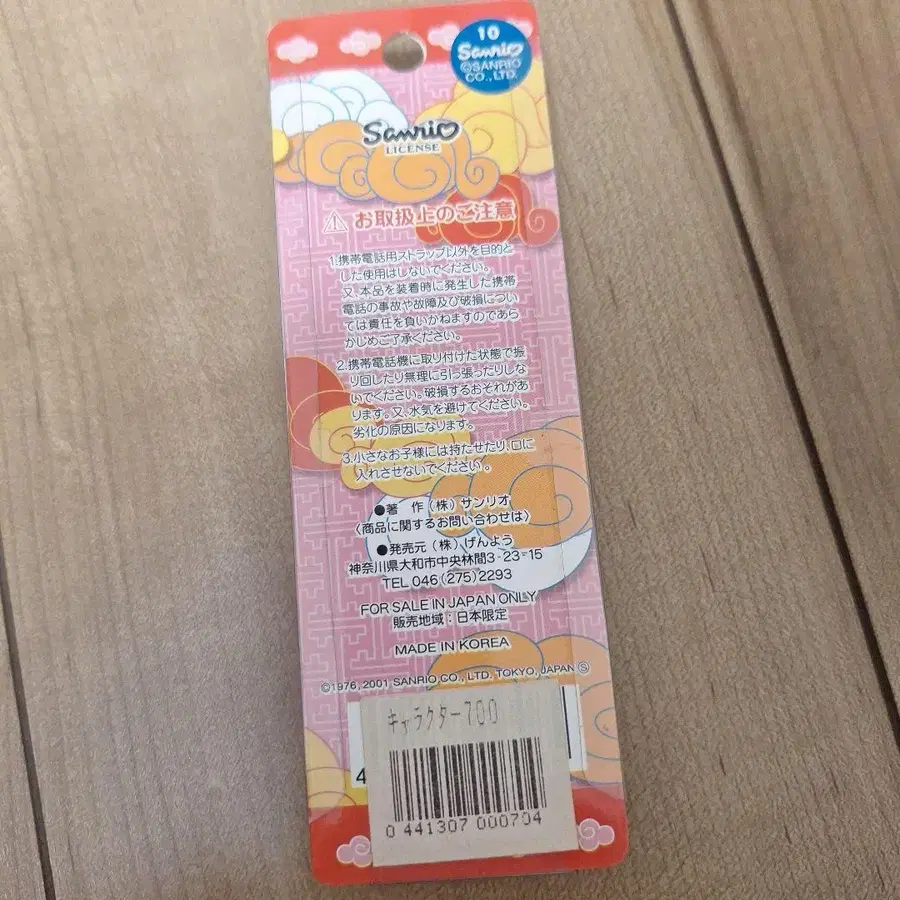 10
Sanrio
©SANRIO
CO., LTD.
Sanrio
LICENSE
お取扱上のご注意
1.携帯電話用ストラップ以外を目的と
した使用はしないでください。
又、本品を装着時に発生した携帯
電話の事故や故障及び破損につい
ては責任を負いかねますのであら
かじめご了承ください。
2.携帯電話機に取り付けた状態で振
り回したり無理に引っ張ったりしな
いでください。破損するおそれがあ
ります。又、水気を避けてください。
劣化の原因になります。
3.小さなお子様には持たせたり、口に
入れさせないでください。
●著 作 (株) サンリオ
〈商品に関するお問い合わせは〉
●発売元 (株) げんよう
神奈川県大和市中央林間3-23-15
TEL 046 (275) 2293
FOR SALE IN JAPAN ONLY
販売地域：日本限定
MADE IN KOREA
©1976, 2001 SANRIO CO., LTD. TOKYO, JAPAN Ⓢ
キャラクター700
4
0 441307 000704